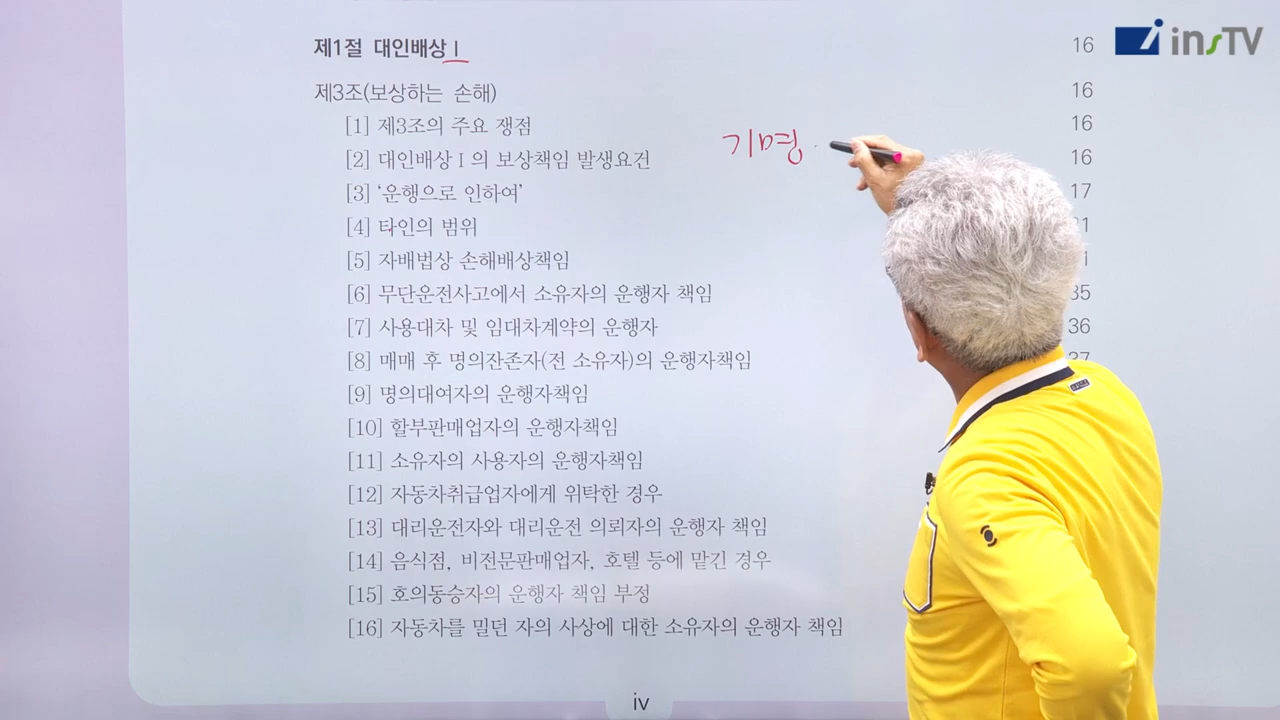 insTV
제1절 대인배상Ⅰ 16
제3조(보상하는 손해) 16
[1] 제3조의 주요 쟁점 16
[2] 대인배상Ⅰ의 보상책임 발생요건 16
[3] ‘운행으로 인하여’ 17
[4] 타인의 범위
[5] 자배법상 손해배상책임
[6] 무단운전사고에서 소유자의 운행자 책임 35
[7] 사용대차 및 임대차계약의 운행자 36
[8] 매매 후 명의잔존자(전 소유자)의 운행자책임 37
[9] 명의대여자의 운행자책임
[10] 할부판매업자의 운행자책임
[11] 소유자의 사용자의 운행자책임
[12] 자동차취급업자에게 위탁한 경우
[13] 대리운전자와 대리운전 의뢰자의 운행자 책임
[14] 음식점, 비전문판매업자, 호텔 등에 맡긴 경우
[15] 호의동승자의 운행자 책임 부정
[16] 자동차를 밀던 자의 사상에 대한 소유자의 운행자 책임
기명
iv